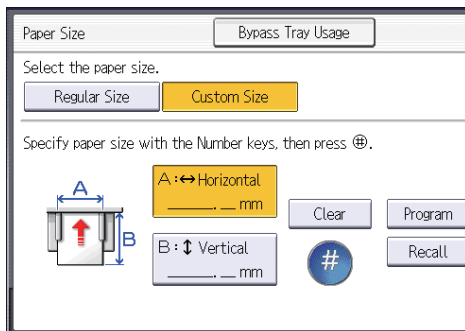 Paper Size
Bypass Tray Usage
Select the paper size.
Regular Size
Custom Size
Specify paper size with the Number keys, then press ⊕.
A:↔Horizontal
_____.__ mm
B:↕ Vertical
_____.__ mm
A
B
Clear
#
Program
Recall